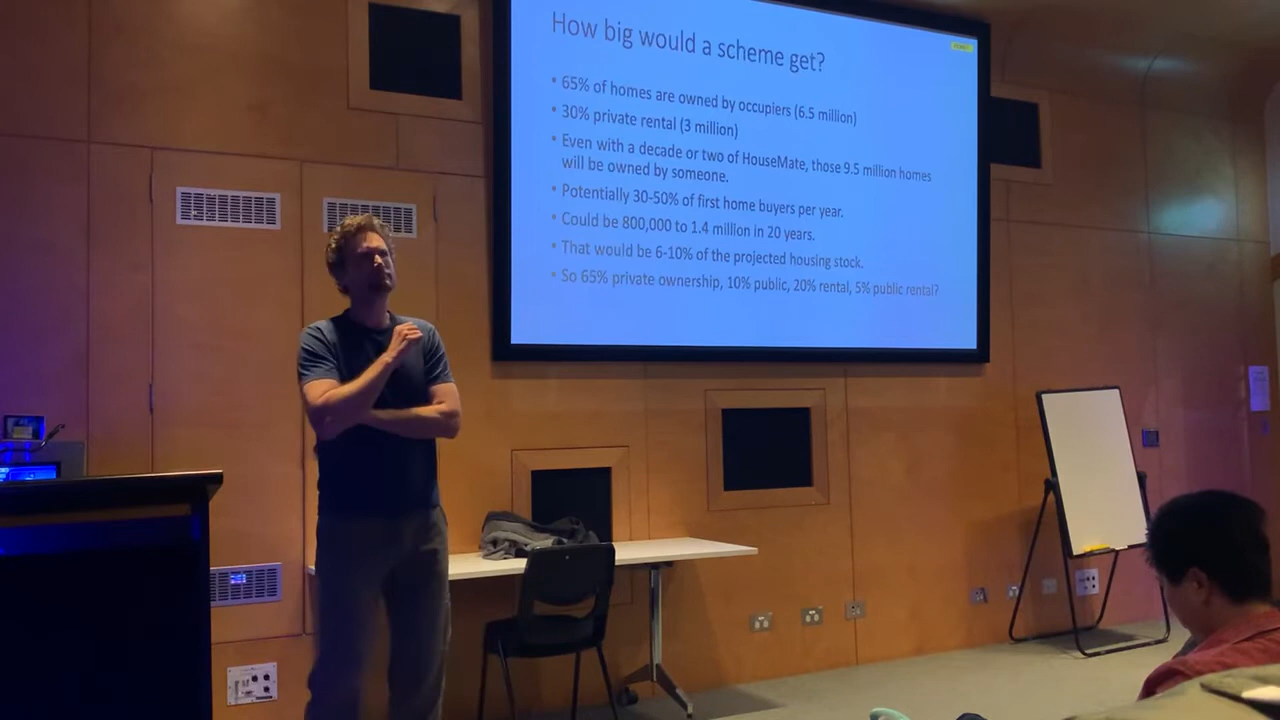 How big would a scheme get?
• 65% of homes are owned by occupiers (6.5 million)
• 30% private rental (3 million)
• Even with a decade or two of HouseMate, those 9.5 million homes
will be owned by someone.
• Potentially 30-50% of first home buyers per year.
• Could be 800,000 to 1.4 million in 20 years.
• That would be 6-10% of the projected housing stock.
• So 65% private ownership, 10% public, 20% rental, 5% public rental?